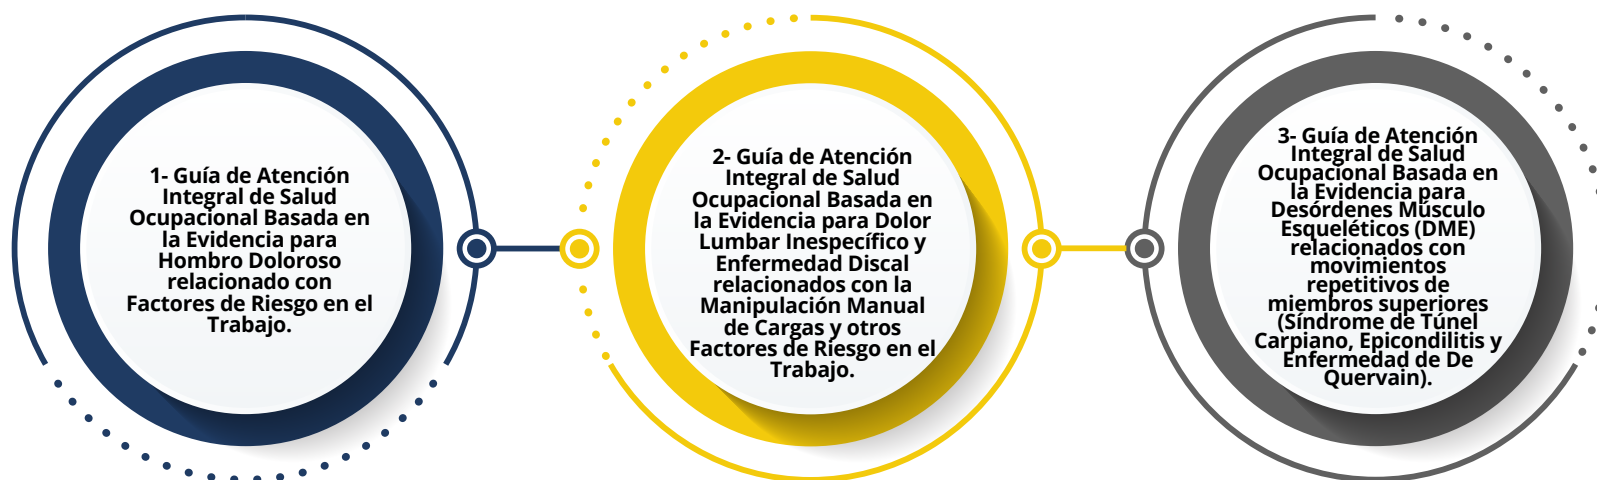 1- Guía de Atención
Integral de Salud
Ocupacional Basada en
la Evidencia para
Hombro Doloroso
relacionado con
Factores de Riesgo en el
Trabajo.
2- Guía de Atención
Integral de Salud
Ocupacional Basada en
la Evidencia para Dolor
Lumbar Inespecífico y
Enfermedad Discal
relacionados con la
Manipulación Manual
de Cargas y otros
Factores de Riesgo en el
Trabajo.
3- Guía de Atención
Integral de Salud
Ocupacional Basada en
la Evidencia para
Desórdenes Músculo
Esqueléticos (DME)
relacionados con
movimientos
repetitivos de
miembros superiores
(Síndrome de Túnel
Carpiano, Epicondilitis y
Enfermedad de De
Quervain).